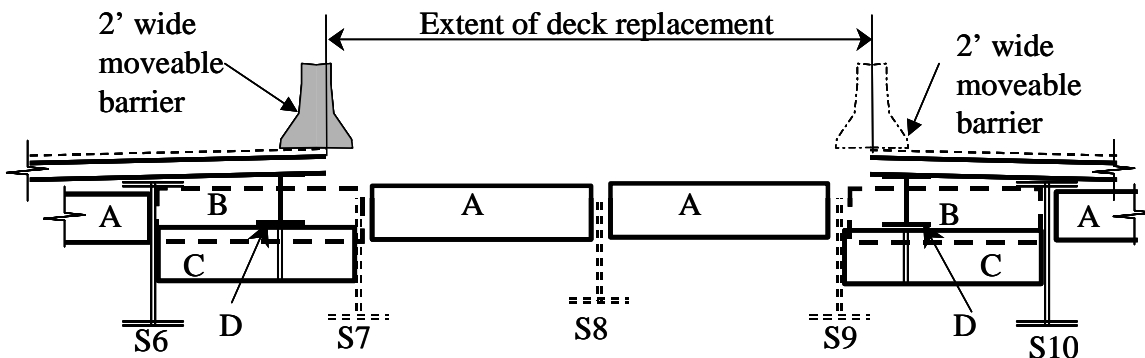 2’ wide
moveable
barrier
Extent of deck replacement
2’ wide
moveable
barrier
A
B
A
A
B
A
C
C
D
D
S6
S7
S8
S9
S10